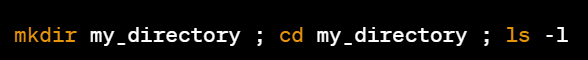 mkdir my_directory ; cd my_directory ; ls -l